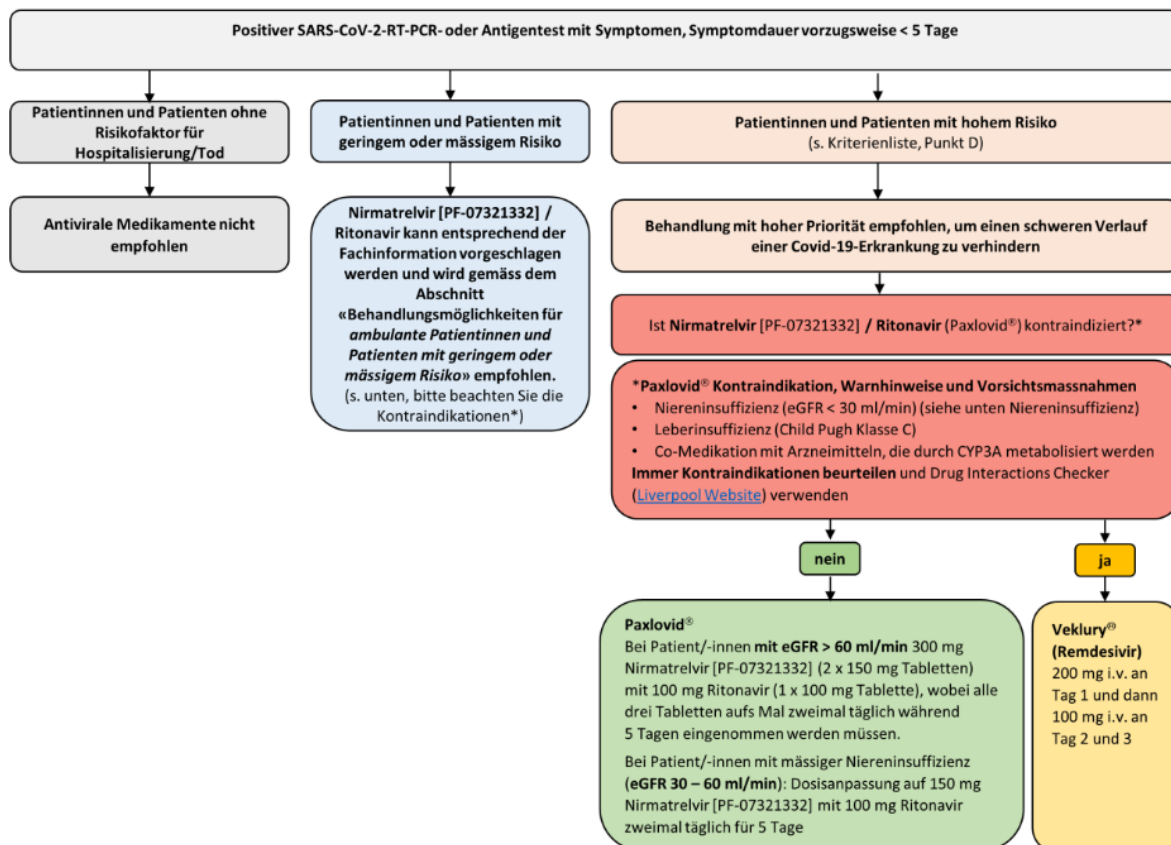 Positiver SARS-CoV-2-RT-PCR- oder Antigentest mit Symptomen, Symptomdauer vorzugsweise < 5 Tage
Patientinnen und Patienten ohne
Risikofaktor für
Hospitalisierung/Tod
Antivirale Medikamente nicht
empfohlen
Patientinnen und Patienten mit
geringem oder mässigem Risiko
Nirmatrelvir [PF-07321332] /
Ritonavir kann entsprechend der
Fachinformation vorgeschlagen
werden und wird gemäss dem
Abschnitt
«Behandlungsmöglichkeiten für
ambulante Patientinnen und
Patienten mit geringem oder
mässigem Risiko» empfohlen.
(s. unten, bitte beachten Sie die
Kontraindikationen*)
Patientinnen und Patienten mit hohem Risiko
(s. Kriterienliste, Punkt D)
Behandlung mit hoher Priorität empfohlen, um einen schweren Verlauf
einer Covid-19-Erkrankung zu verhindern
Ist Nirmatrelvir [PF-07321332] / Ritonavir (Paxlovid®) kontraindiziert?*
*Paxlovid® Kontraindikation, Warnhinweise und Vorsichtsmassnahmen
• Niereninsuffizienz (eGFR < 30 ml/min) (siehe unten Niereninsuffizienz)
• Leberinsuffizienz (Child Pugh Klasse C)
• Co-Medikation mit Arzneimitteln, die durch CYP3A metabolisiert werden
Immer Kontraindikationen beurteilen und Drug Interactions Checker
(Liverpool Website) verwenden
nein
Paxlovid®
Bei Patient/-innen mit eGFR > 60 ml/min 300 mg
Nirmatrelvir [PF-07321332] (2 x 150 mg Tabletten)
mit 100 mg Ritonavir (1 x 100 mg Tablette), wobei alle
drei Tabletten aufs Mal zweimal täglich während
5 Tagen eingenommen werden müssen.
Bei Patient/-innen mit mässiger Niereninsuffizienz
(eGFR 30 – 60 ml/min): Dosisanpassung auf 150 mg
Nirmatrelvir [PF-07321332] mit 100 mg Ritonavir
zweimal täglich für 5 Tage
ja
Veklury®
(Remdesivir)
200 mg i.v. an
Tag 1 und dann
100 mg i.v. an
Tag 2 und 3